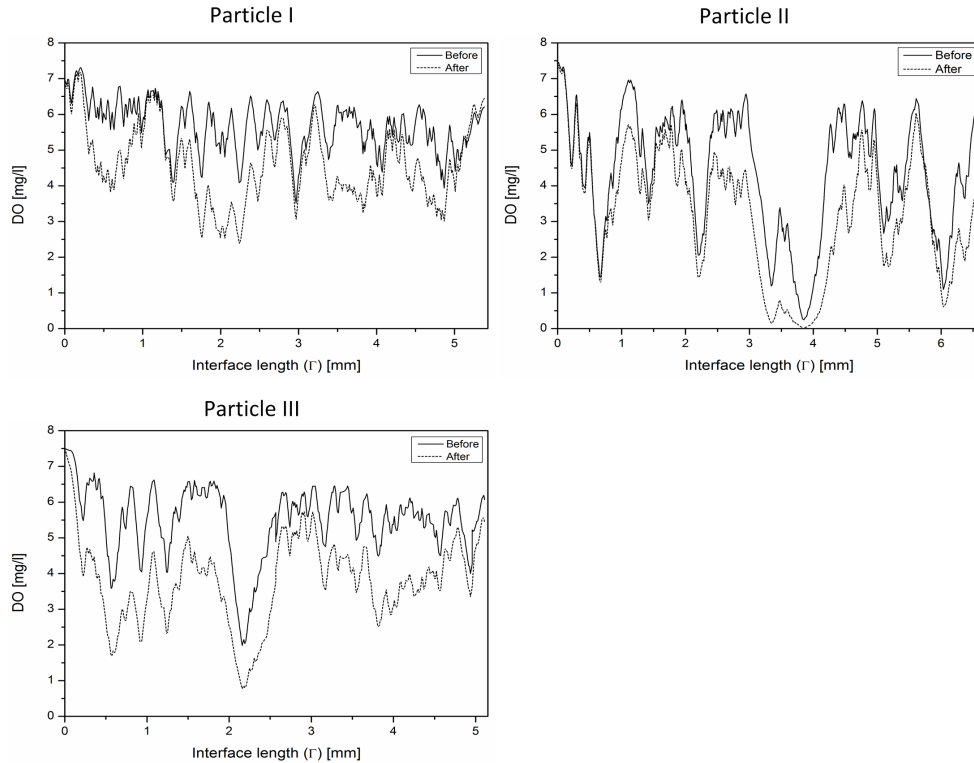 Particle I
Before
After
8
7
6
5
4
3
2
1
0
DO [mg/l]
0 1 2 3 4 5
Interface length (Γ) [mm]
Particle II
Before
After
8
7
6
5
4
3
2
1
0
DO [mg/l]
0 1 2 3 4 5 6
Interface length (Γ) [mm]
Particle III
Before
After
8
7
6
5
4
3
2
1
0
DO [mg/l]
0 1 2 3 4 5
Interface length (Γ) [mm]